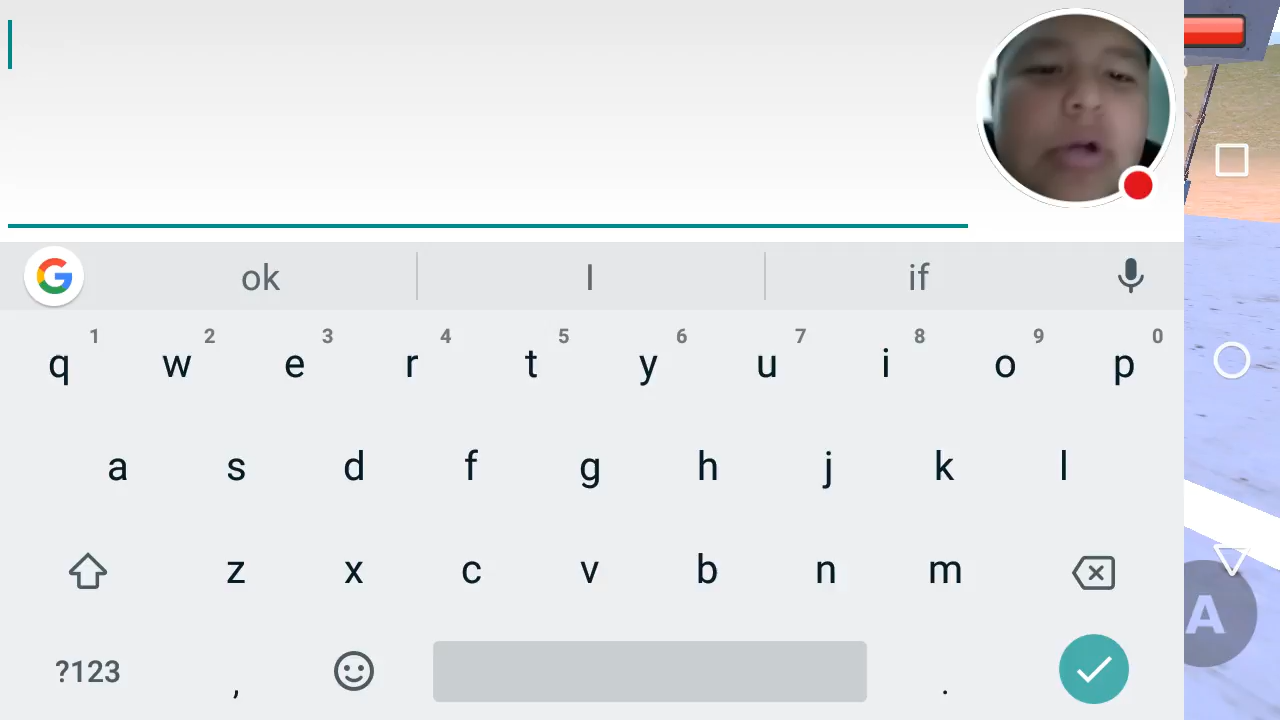 ok I if
1 2 3 4 5 6 7 8 9 0
q w e r t y u i o p
a s d f g h j k l
z x c v b n m
?123 , .
A